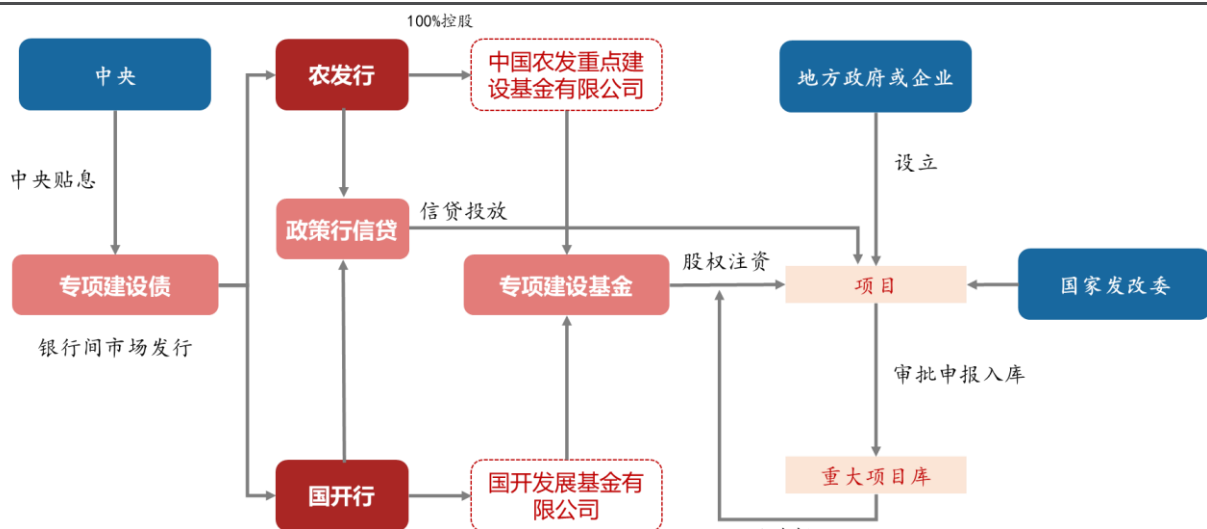 100%控股
中央
农发行
中国农发重点建
设基金有限公司
地方政府或企业
中央贴息
设立
政策行信贷
信贷投放
专项建设债
专项建设基金
股权注资
项目
国家发改委
银行间市场发行
审批申报入库
国开行
国开发展基金有
限公司
重大项目库